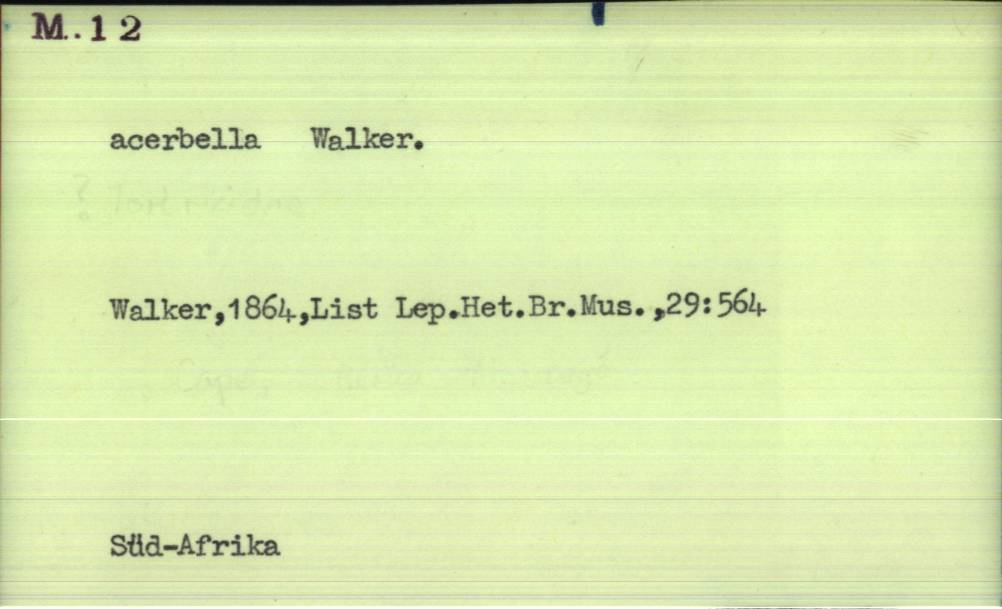 M..12
acerbella Walker.
Walker,1864,List Lep.Het.Br.Mus.,29:564
Süd-Afrika